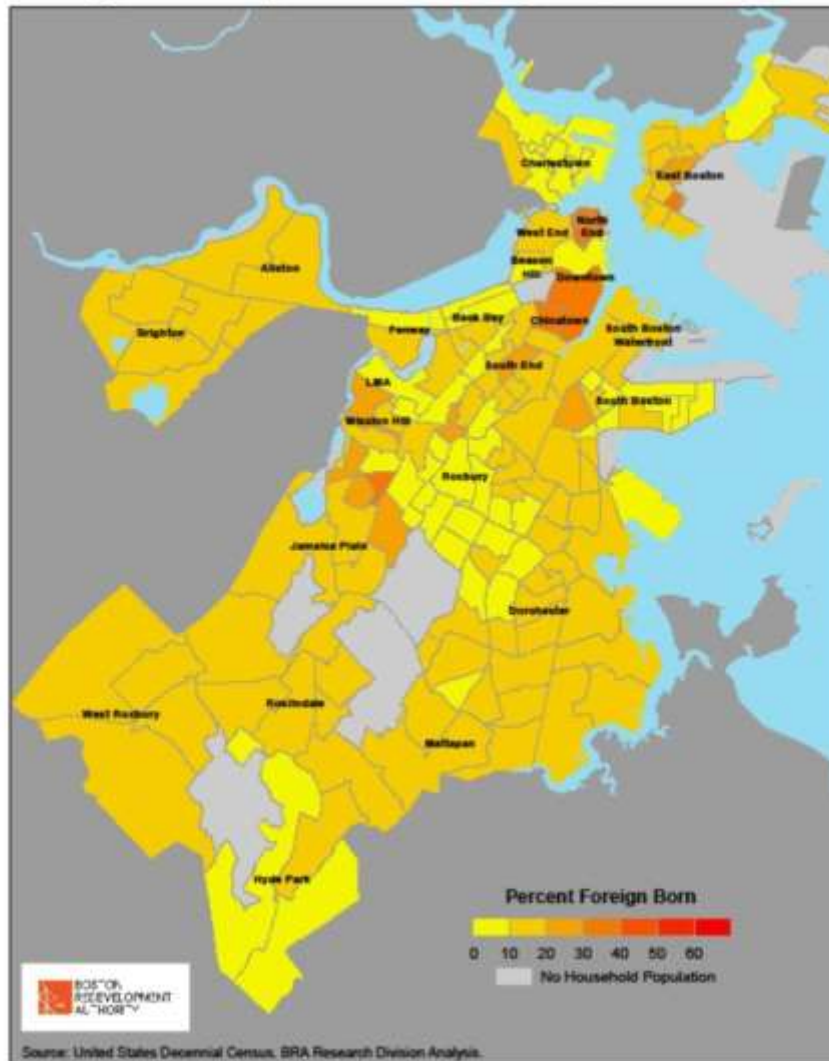 Charlestown
East Boston
North
End
West End
Beacon
Hill
Downtown
Allston
Back Bay
Chinatown
Fenway
South Boston
Waterfront
Brighton
South End
LMA
South Boston
Mission Hill
Roxbury
Jamaica Plain
Dorchester
West Roxbury
Roslindale
Mattapan
Hyde Park
Percent Foreign Born
0 10 20 30 40 50 60
No Household Population
BOSTON
REDEVELOPMENT
AUTHORITY
Source: United States Decennial Census, BRA Research Division Analysis.